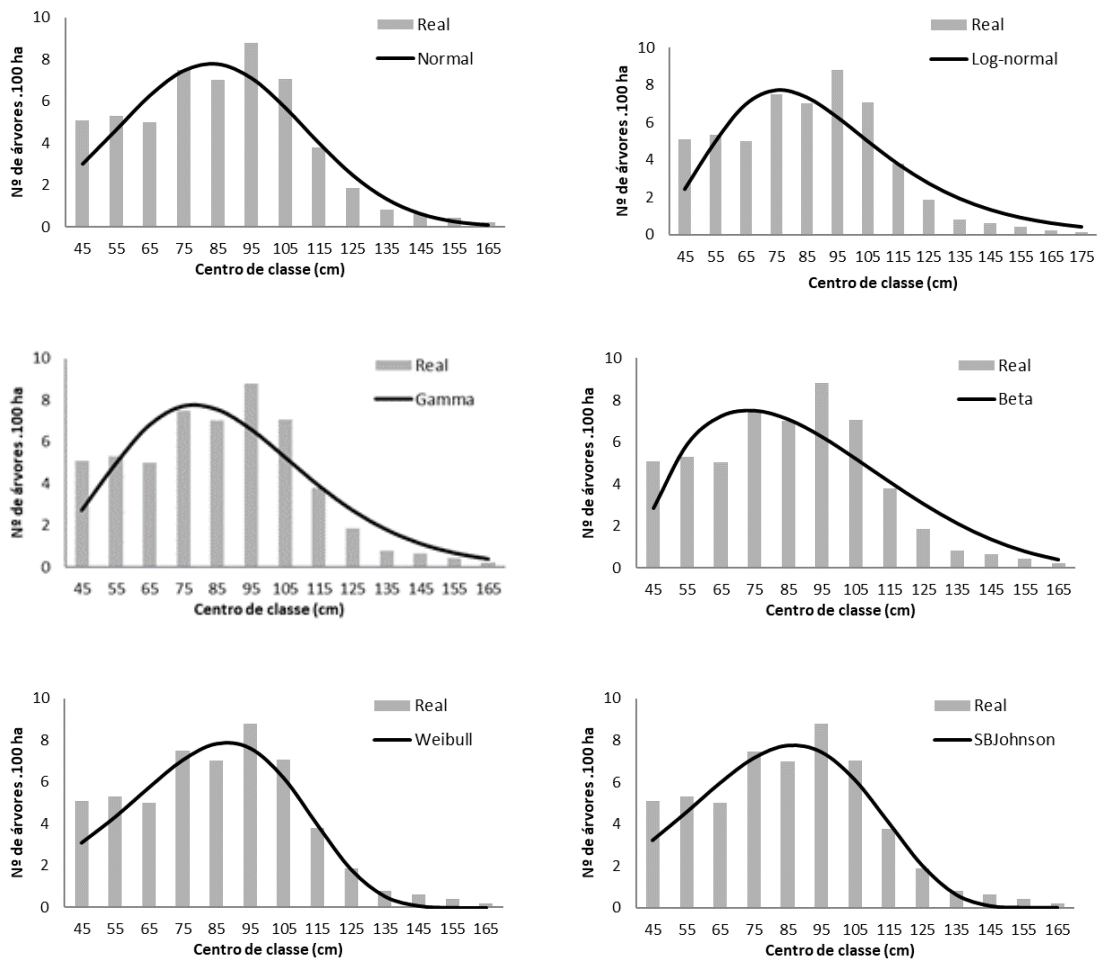 10
8
6
4
2
0
Nº de árvores .100 ha
Real
Normal
45 55 65 75 85 95 105 115 125 135 145 155 165
Centro de classe (cm)
10
8
6
4
2
0
Nº de árvores .100 ha
Real
Log-normal
45 55 65 75 85 95 105 115 125 135 145 155 165 175
Centro de classe (cm)
10
8
6
4
2
0
Nº de árvores .100 ha
Real
Gamma
45 55 65 75 85 95 105 115 125 135 145 155 165
Centro de classe (cm)
10
8
6
4
2
0
Nº de árvores .100 ha
Real
Beta
45 55 65 75 85 95 105 115 125 135 145 155 165
Centro de classe (cm)
10
8
6
4
2
0
Nº de árvores .100 ha
Real
Weibull
45 55 65 75 85 95 105 115 125 135 145 155 165
Centro de classe (cm)
10
8
6
4
2
0
Nº de árvores .100 ha
Real
SBJohnson
45 55 65 75 85 95 105 115 125 135 145 155 165
Centro de classe (cm)